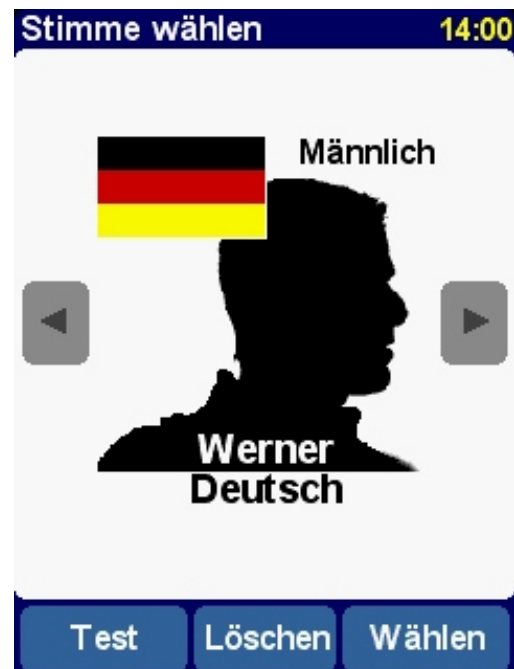 Stimme wählen 14:00
Männlich
Werner
Deutsch
Test Löschen Wählen